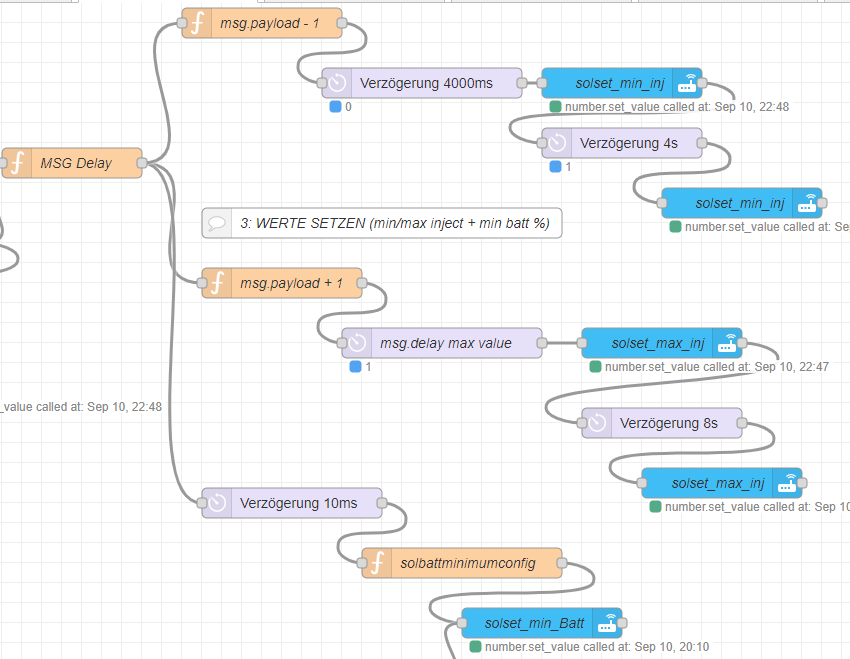 msg.payload - 1
Verzögerung 4000ms
solset_min_inj
0
number.set_value called at: Sep 10, 22:48
Verzögerung 4s
MSG Delay
1
solset_min_inj
3: WERTE SETZEN (min/max inject + min batt %)
number.set_value called at: Se
msg.payload + 1
msg.delay max value
solset_max_inj
1
number.set_value called at: Sep 10, 22:47
_value called at: Sep 10, 22:48
Verzögerung 8s
solset_max_inj
Verzögerung 10ms
number.set_value called at: Sep 10
solbattminimumconfig
solset_min_Batt
number.set_value called at: Sep 10, 20:10